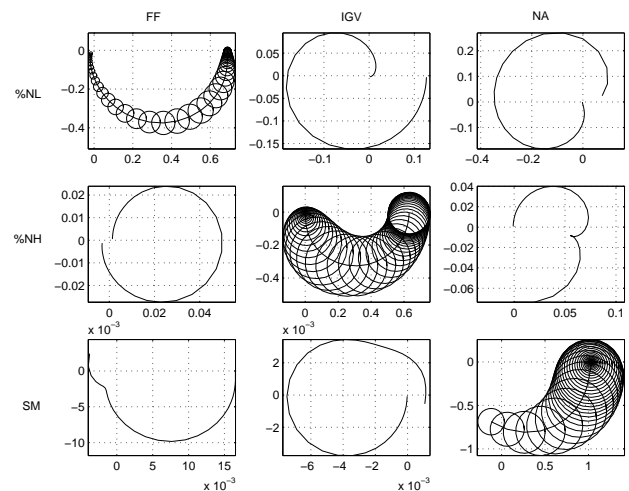 FF IGV NA
%NL
0 −0.2 −0.4
0 0.2 0.4 0.6
0.05 0 −0.05 −0.1 −0.15
−0.1 0 0.1
0.2 0.1 0 −0.1
−0.4 −0.2 0
%NH
0.02 0.01 0 −0.01 −0.02
0 0.02 0.04
0 −0.2 −0.4
0 0.2 0.4 0.6
0.04 0.02 0 −0.02 −0.04 −0.06
0 0.05 0.1
x 10−3 x 10−3
SM
0 −5 −10
0 5 10 15
x 10−3
2 0 −2
−6 −4 −2 0
x 10−3
0 −0.5 −1
0 0.5 1